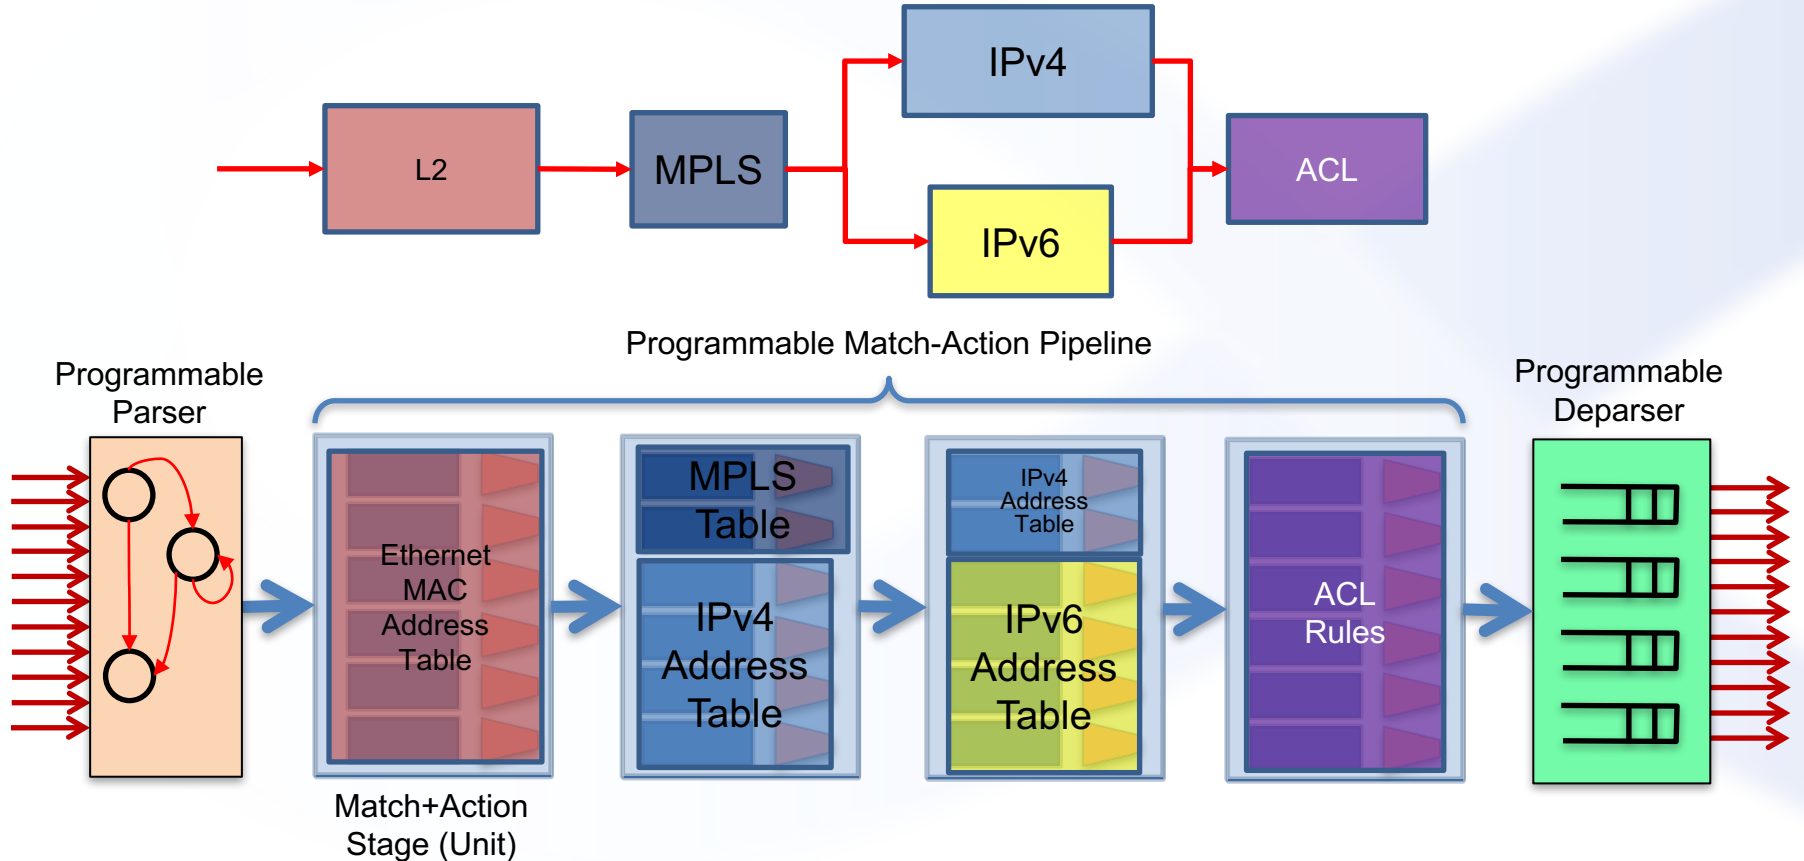 L2
MPLS
IPv4
IPv6
ACL
Programmable Match-Action Pipeline
Programmable
Parser
Programmable
Deparser
Ethernet
MAC
Address
Table
MPLS
Table
IPv4
Address
Table
IPv4
Address
Table
IPv6
Address
Table
ACL
Rules
Match+Action
Stage (Unit)